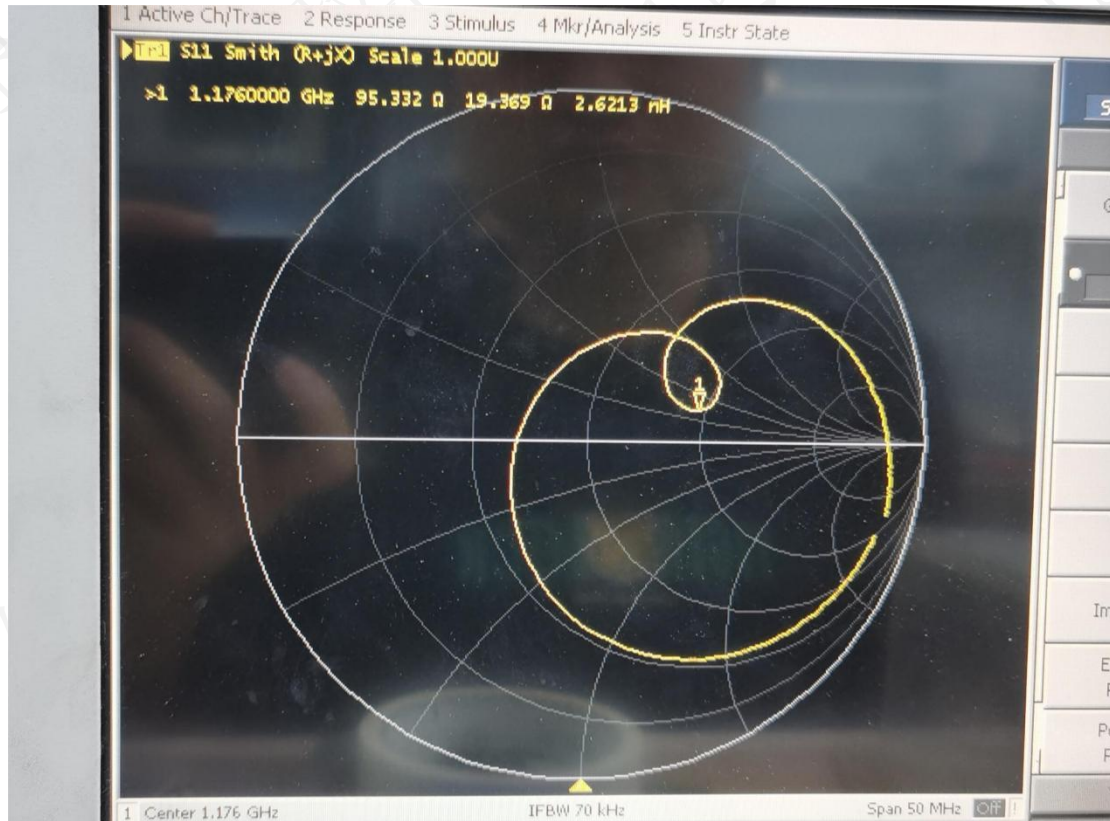 1 Active Ch/Trace 2 Response 3 Stimulus 4 Mkr/Analysis 5 Instr State
Tr1 S11 Smith (R+jX) Scale 1.000U
>1 1.1760000 GHz 95.332 Ω 19.369 Ω 2.6213 nH
1
1 Center 1.176 GHz IFBW 70 kHz Span 50 MHz Off !